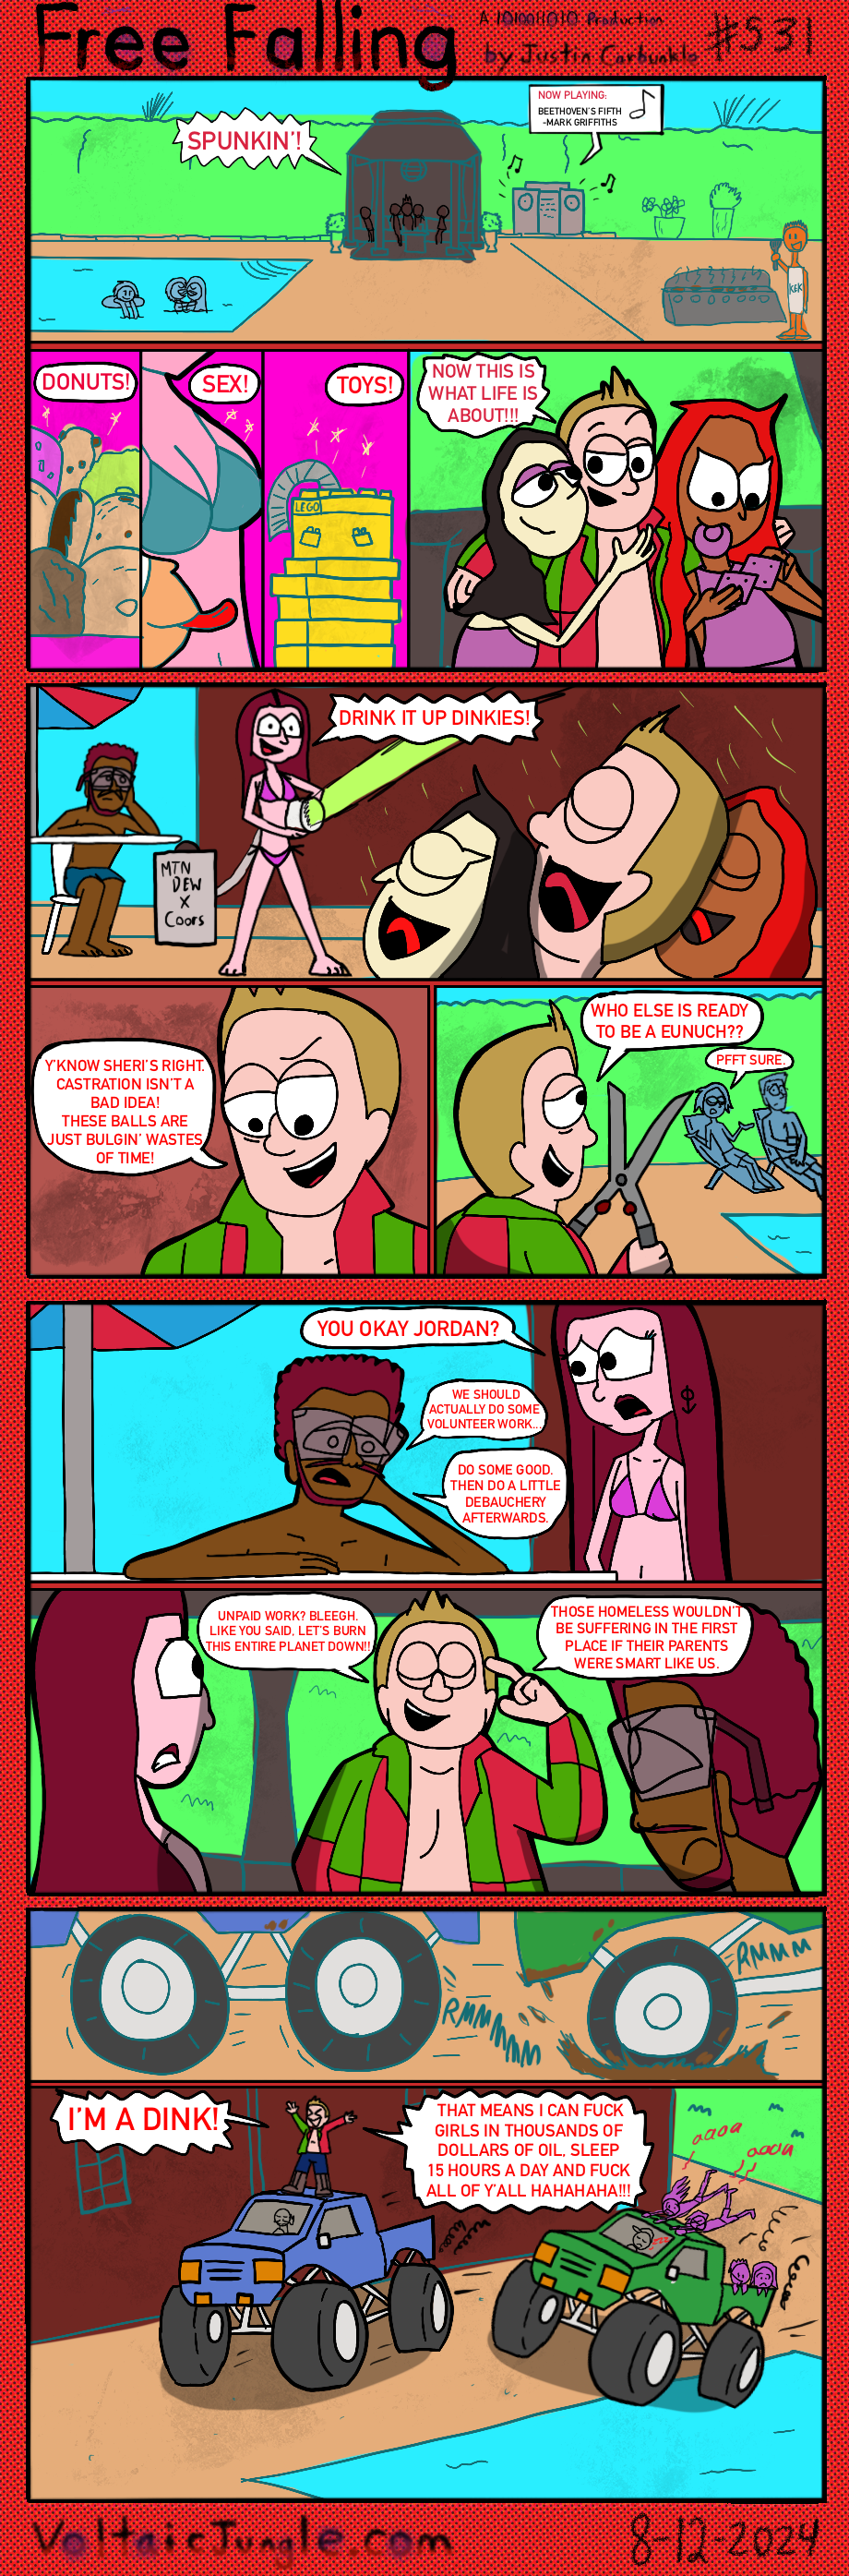 Free Falling
A 1010011010 Production
by Justin Carbunklo
#531
SPUNKIN'!
NOW PLAYING:
BEETHOVEN'S FIFTH
-MARK GRIFFITHS
KEK
DONUTS!
SEX!
TOYS!
LEGO
NOW THIS IS
WHAT LIFE IS
ABOUT!!!
DRINK IT UP DINKIES!
MTN
DEW
X
Coors
Y'KNOW SHERI'S RIGHT.
CASTRATION ISN'T A
BAD IDEA!
THESE BALLS ARE
JUST BULGIN' WASTES
OF TIME!
WHO ELSE IS READY
TO BE A EUNUCH??
PFFT SURE.
YOU OKAY JORDAN?
WE SHOULD
ACTUALLY DO SOME
VOLUNTEER WORK...
DO SOME GOOD.
THEN DO A LITTLE
DEBAUCHERY
AFTERWARDS.
UNPAID WORK? BLEEGH.
LIKE YOU SAID. LET'S BURN
THIS ENTIRE PLANET DOWN!!
THOSE HOMELESS WOULDN'T
BE SUFFERING IN THE FIRST
PLACE IF THEIR PARENTS
WERE SMART LIKE US.
RMMMMMM
RMMM
I'M A DINK!
THAT MEANS I CAN FUCK
GIRLS IN THOUSANDS OF
DOLLARS OF OIL, SLEEP
15 HOURS A DAY AND FUCK
ALL OF Y'ALL HAHAHAHA!!!
aaaa
aaaa
VoltaicJungle.com
8-12-2024